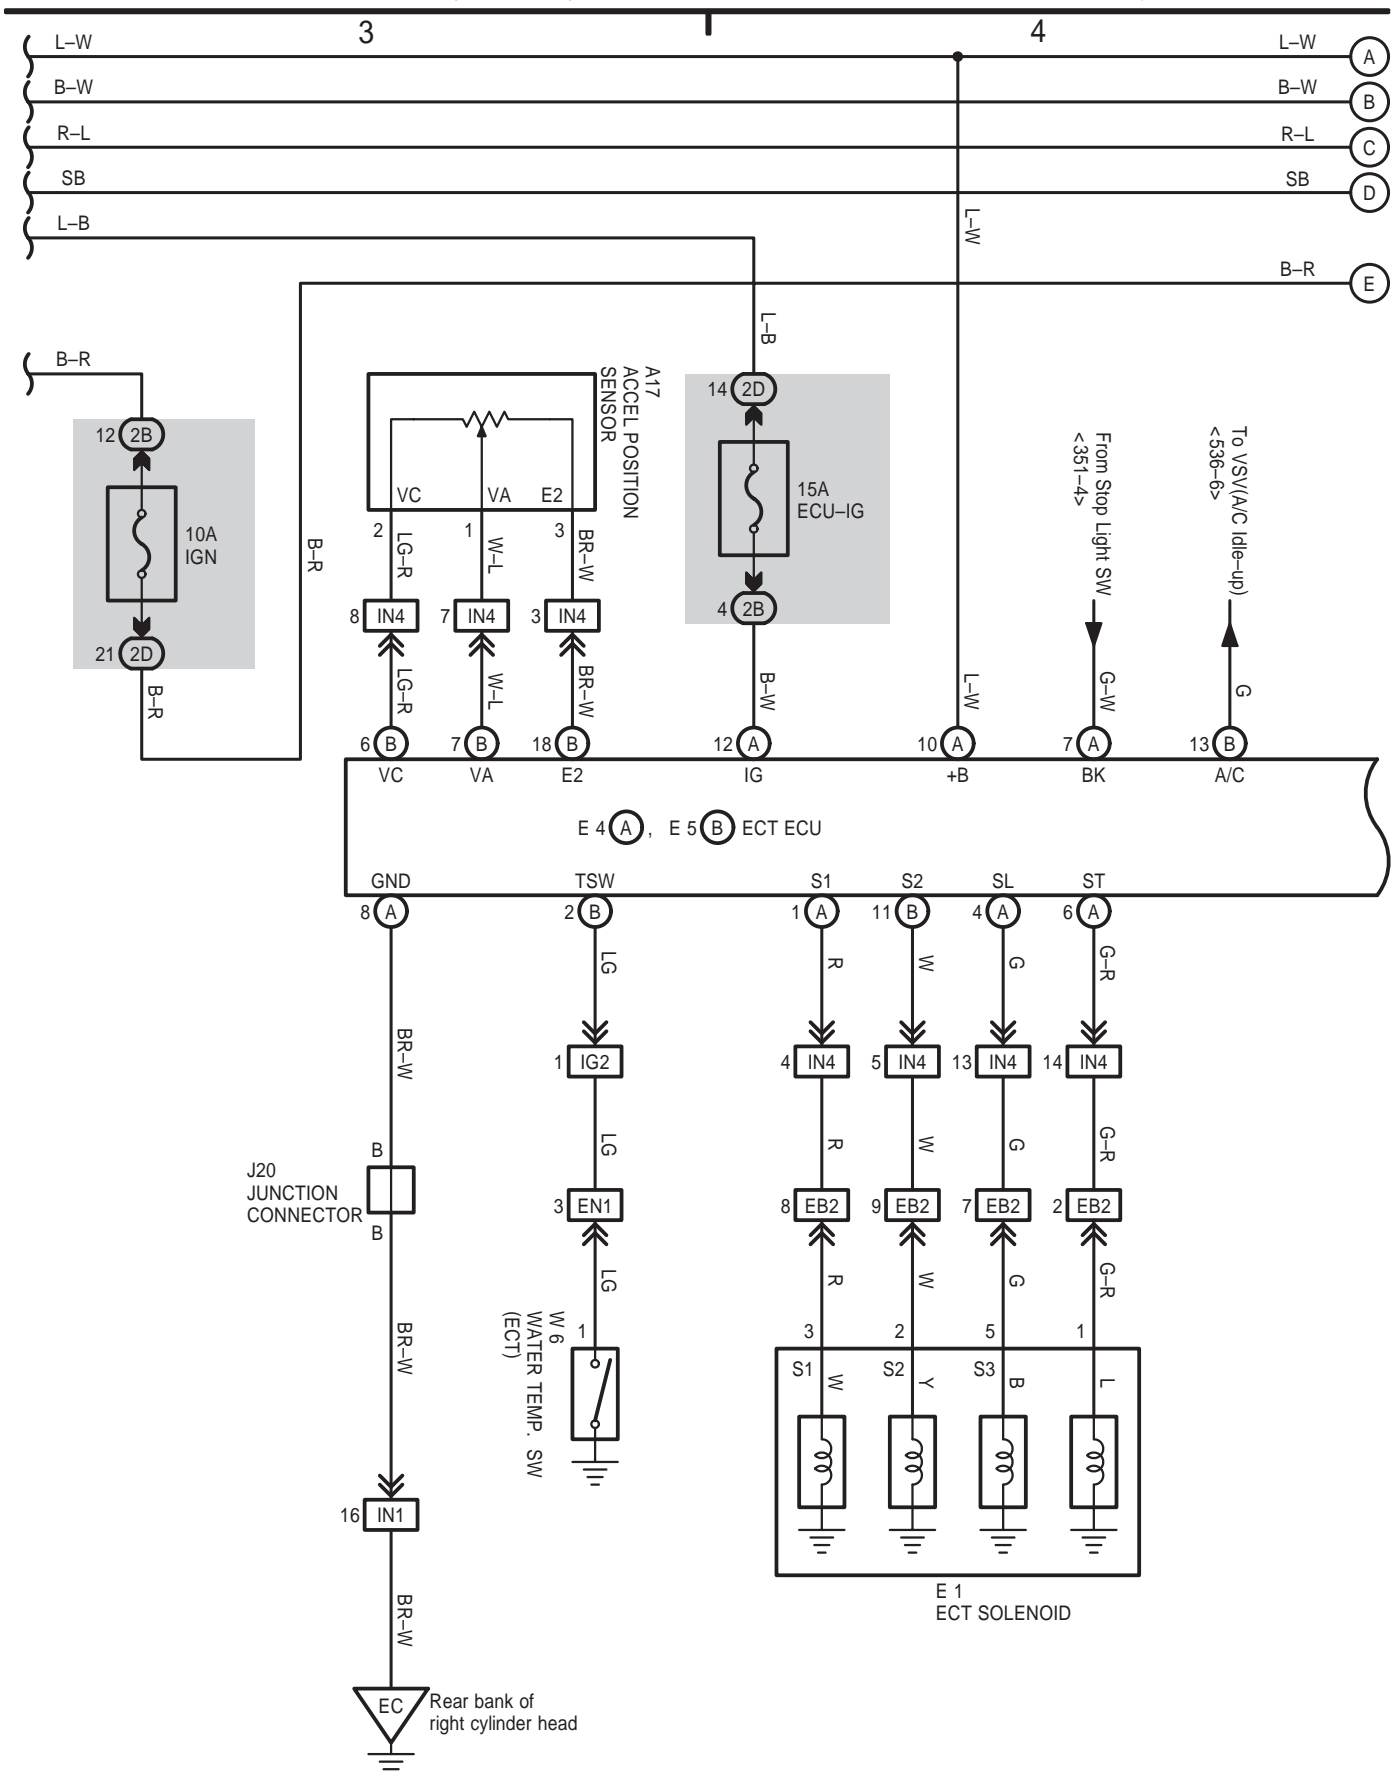 3 4
L–W L–W A
B–W B–W B
R–L R–L C
SB SB D
L–B
L–W
B–R E
L–B
B–R
A17
ACCEL POSITION
SENSOR
14 2D
12 2B
From Stop Light SW
<351–4>
To VSV(A/C Idle–up)
<536–6>
VC VA E2
15A
ECU–IG
10A
IGN
B–R
2 1 3
LG–R W–L BR–W
8 IN4 7 IN4 3 IN4
4 2B
21 2D
B–R
LG–R W–L BR–W B–W L–W G–W G
6 B 7 B 18 B 12 A 10 A 7 A 13 B
VC VA E2 IG +B BK A/C
E 4 A , E 5 B ECT ECU
GND TSW S1 S2 SL ST
8 A 2 B 1 A 11 B 4 A 6 A
LG R W G G–R
BR–W
1 IG2 4 IN4 5 IN4 13 IN4 14 IN4
LG R W G G–R
B
J20
JUNCTION
CONNECTOR
B
3 EN1 8 EB2 9 EB2 7 EB2 2 EB2
LG R W G G–R
BR–W
W 6
WATER TEMP. SW
(ECT)
1 3 2 5 1
S1 W S2 Y S3 B L
16 IN1
E 1
ECT SOLENOID
BR–W
EC
Rear bank of
right cylinder head